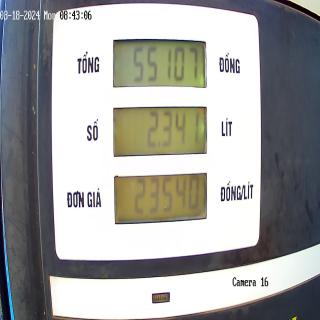 03-18-2024 Mon 08:43:06
TỔNG 55107 ĐỒNG
SỐ 2.341 LÍT
ĐƠN GIÁ 23540 ĐỒNG/LÍT
Camera 16